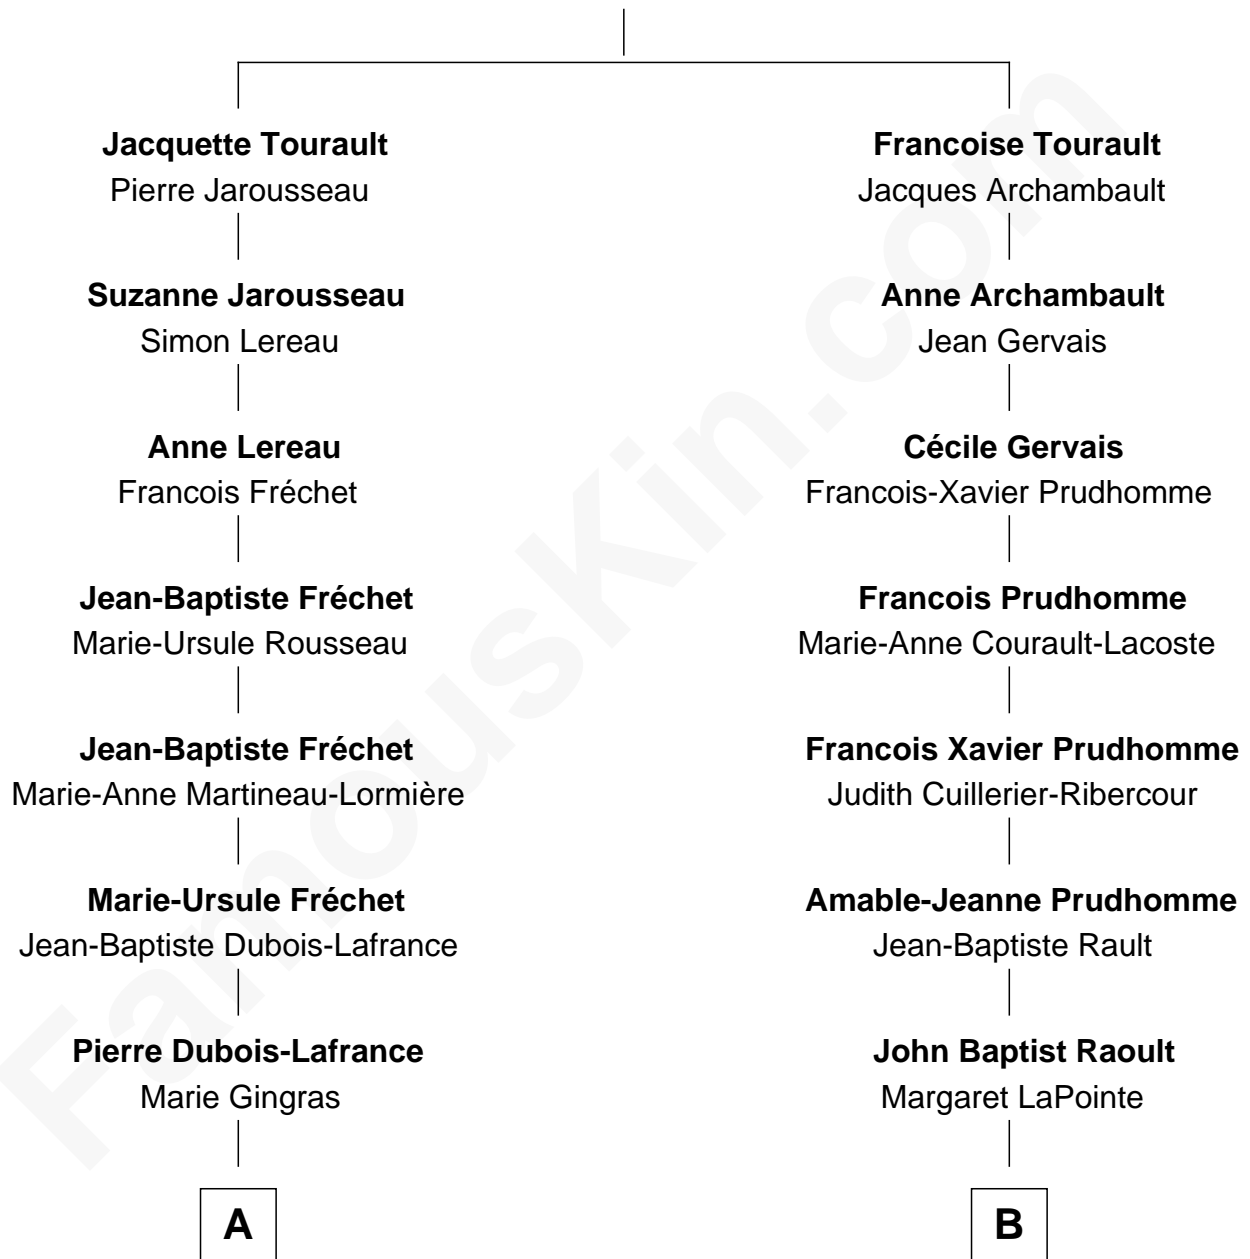 Jacquette Tourault
Pierre Jarousseau
Suzanne Jarousseau
Simon Lereau
Anne Lereau
Francois Fréchet
Jean-Baptiste Fréchet
Marie-Ursule Rousseau
Jean-Baptiste Fréchet
Marie-Anne Martineau-Lormière
Marie-Ursule Fréchet
Jean-Baptiste Dubois-Lafrance
Pierre Dubois-Lafrance
Marie Gingras
A
Francoise Tourault
Jacques Archambault
Anne Archambault
Jean Gervais
Cécile Gervais
Francois-Xavier Prudhomme
Francois Prudhomme
Marie-Anne Courault-Lacoste
Francois Xavier Prudhomme
Judith Cuillerier-Ribercour
Amable-Jeanne Prudhomme
Jean-Baptiste Rault
John Baptist Raoult
Margaret LaPointe
B
FamousKin.com